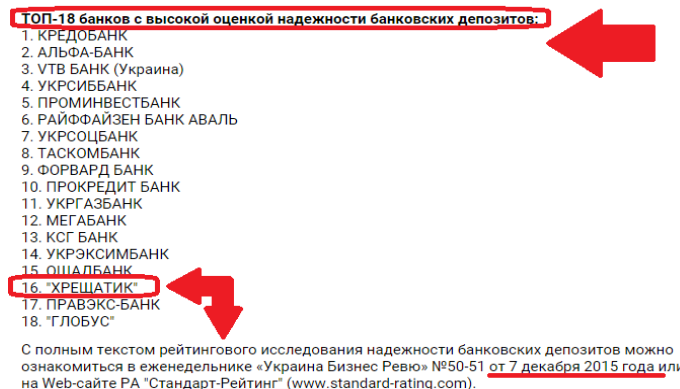 ТОП-18 банков с высокой оценкой надежности банковских депозитов:
1. КРЕДОБАНК
2. АЛЬФА-БАНК
3. VТВ БАНК (Украина)
4. УКРСИББАНК
5. ПРОМИНВЕСТБАНК
6. РАЙФФАЙЗЕН БАНК АВАЛЬ
7. УКРСОЦБАНК
8. ТАСКОМБАНК
9. ФОРВАРД БАНК
10. ПРОКРЕДИТ БАНК
11. УКРГАЗБАНК
12. МЕГАБАНК
13. КСГ БАНК
14. УКРЭКСИМБАНК
15. ОЩАДБАНК
16. "ХРЕЩАТИК"
17. ПРАВЭКС-БАНК
18. "ГЛОБУС"
С полным текстом рейтингового исследования надежности банковских депозитов можно
ознакомиться в еженедельнике «Украина Бизнес Ревю» №50-51 от 7 декабря 2015 года или
на Web-сайте РА "Стандарт-Рейтинг" (www.standard-rating.com).